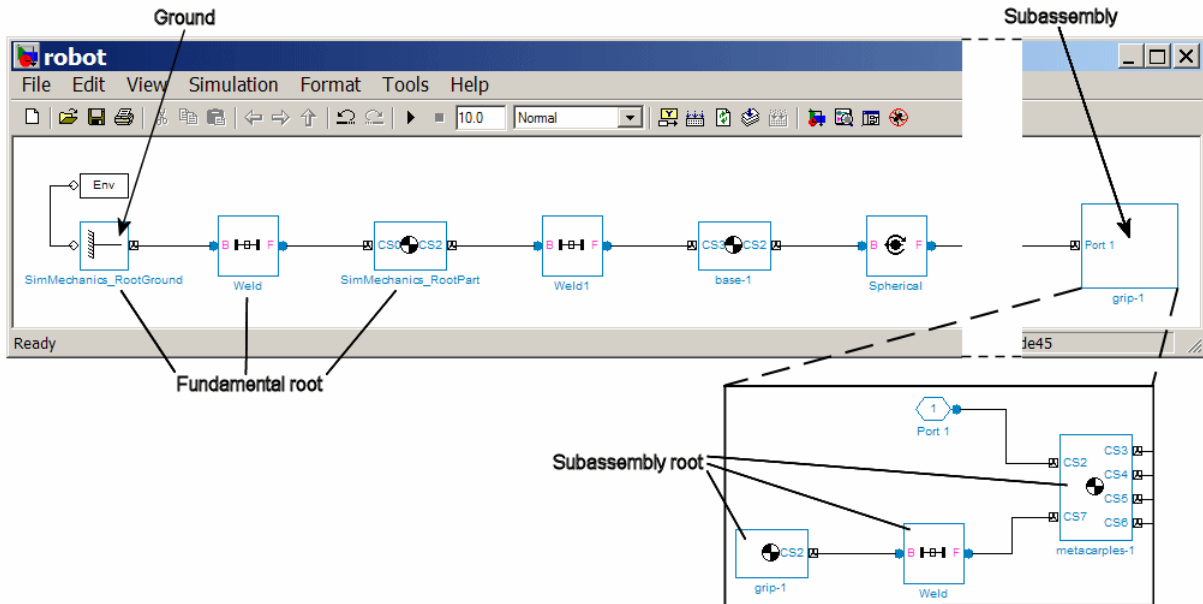 Ground
Subassembly
robot
File Edit View Simulation Format Tools Help
10.0 Normal
Env
B F
CS0 CS2
B F
CS3 CS2
B F
Port 1
SimMechanics_RootGround
Weld
SimMechanics_RootPart
Weld1
base-1
Spherical
grip-1
Ready
de45
Fundamental root
1
Port 1
CS3
CS2
CS4
CS5
CS7
CS6
metacarples-1
Subassembly root
CS2
grip-1
B F
Weld